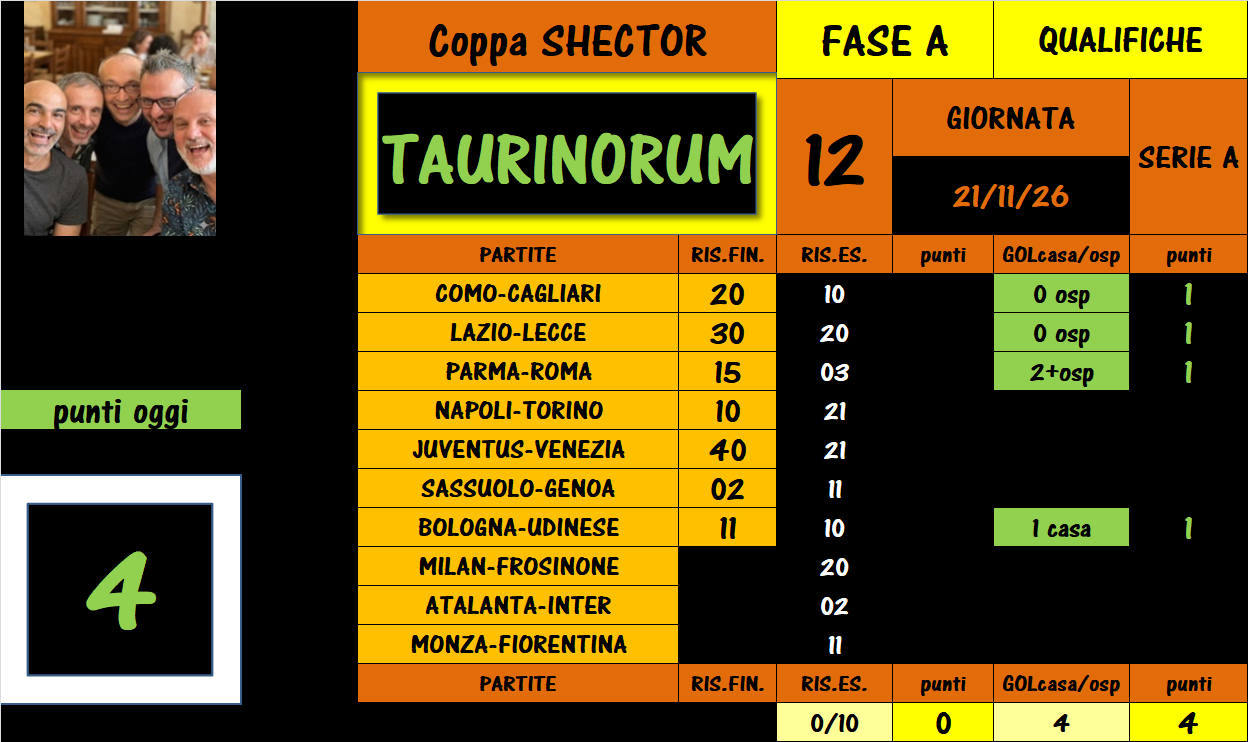 Coppa SHECTOR FASE A QUALIFICHE
TAURINORUM 12 GIORNATA SERIE A
21/11/26
PARTITE RIS.FIN. RIS.ES. punti GOLcasa/osp punti
COMO-CAGLIARI 20 10 0 osp 1
LAZIO-LECCE 30 20 0 osp 1
PARMA-ROMA 15 03 2+osp 1
NAPOLI-TORINO 10 21
punti oggi
JUVENTUS-VENEZIA 40 21
SASSUOLO-GENOA 02 11
BOLOGNA-UDINESE 11 10 1 casa 1
MILAN-FROSINONE 20
4
ATALANTA-INTER 02
MONZA-FIORENTINA 11
PARTITE RIS.FIN. RIS.ES. punti GOLcasa/osp punti
0/10 0 4 4